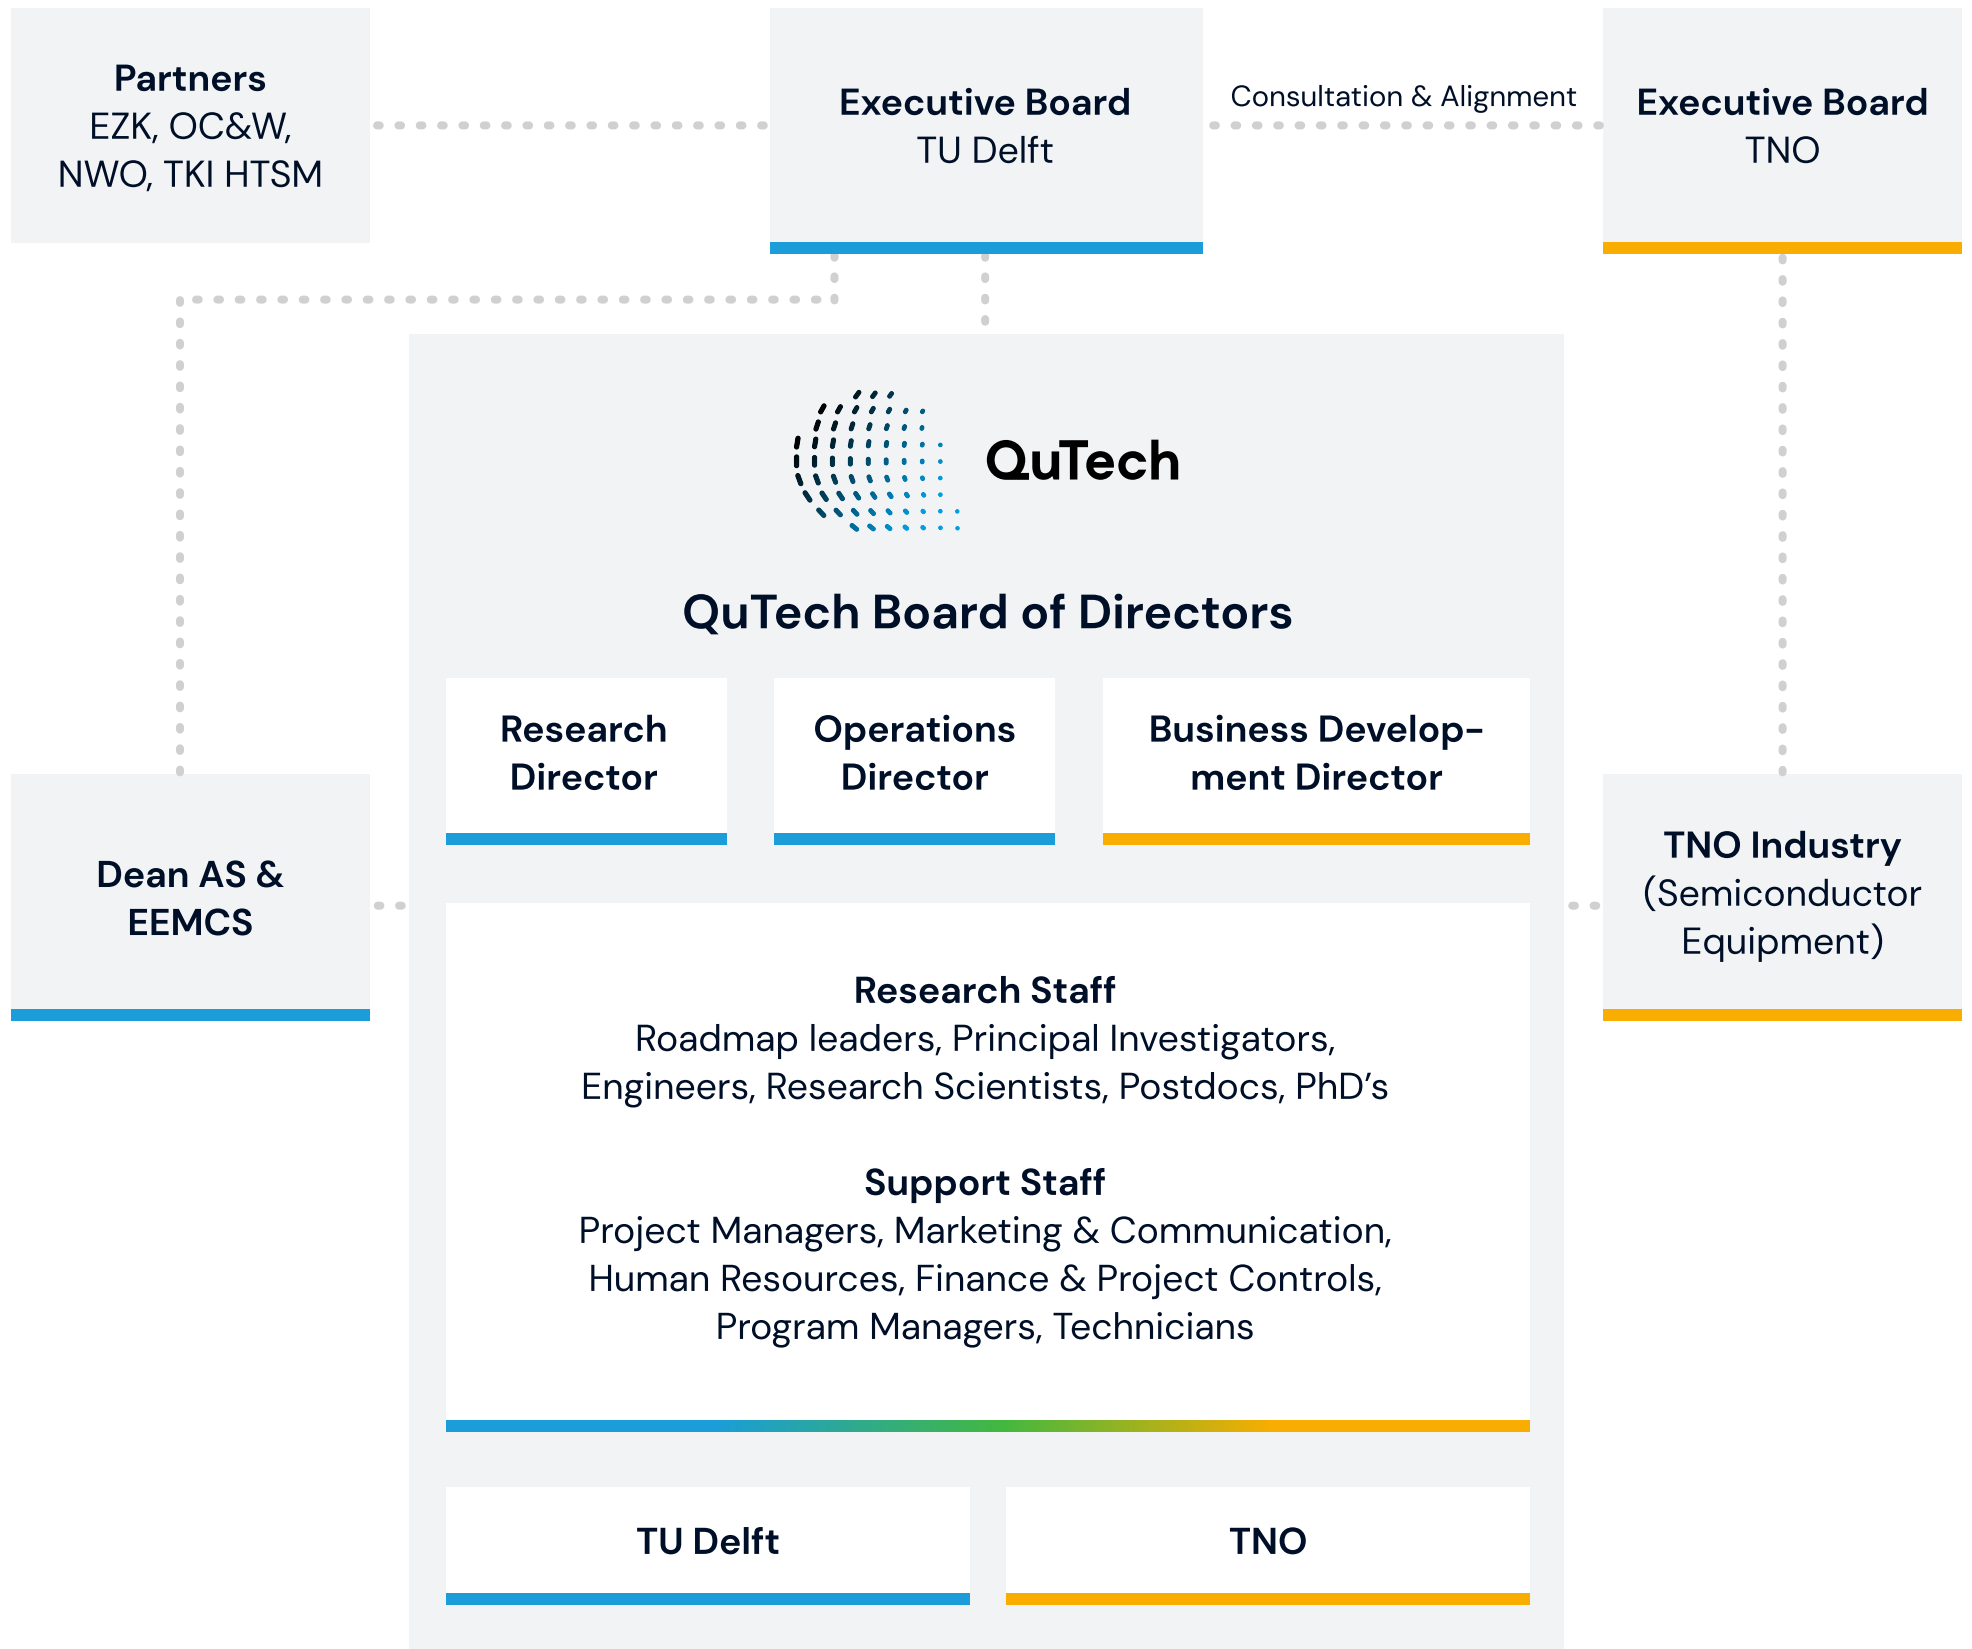 Partners
EZK, OC&W,
NWO, TKI HTSM
Executive Board
TU Delft
Consultation & Alignment
Executive Board
TNO
QuTech
QuTech Board of Directors
Research
Director
Operations
Director
Business Develop-
ment Director
Dean AS &
EEMCS
TNO Industry
(Semiconductor
Equipment)
Research Staff
Roadmap leaders, Principal Investigators,
Engineers, Research Scientists, Postdocs, PhD’s
Support Staff
Project Managers, Marketing & Communication,
Human Resources, Finance & Project Controls,
Program Managers, Technicians
TU Delft
TNO